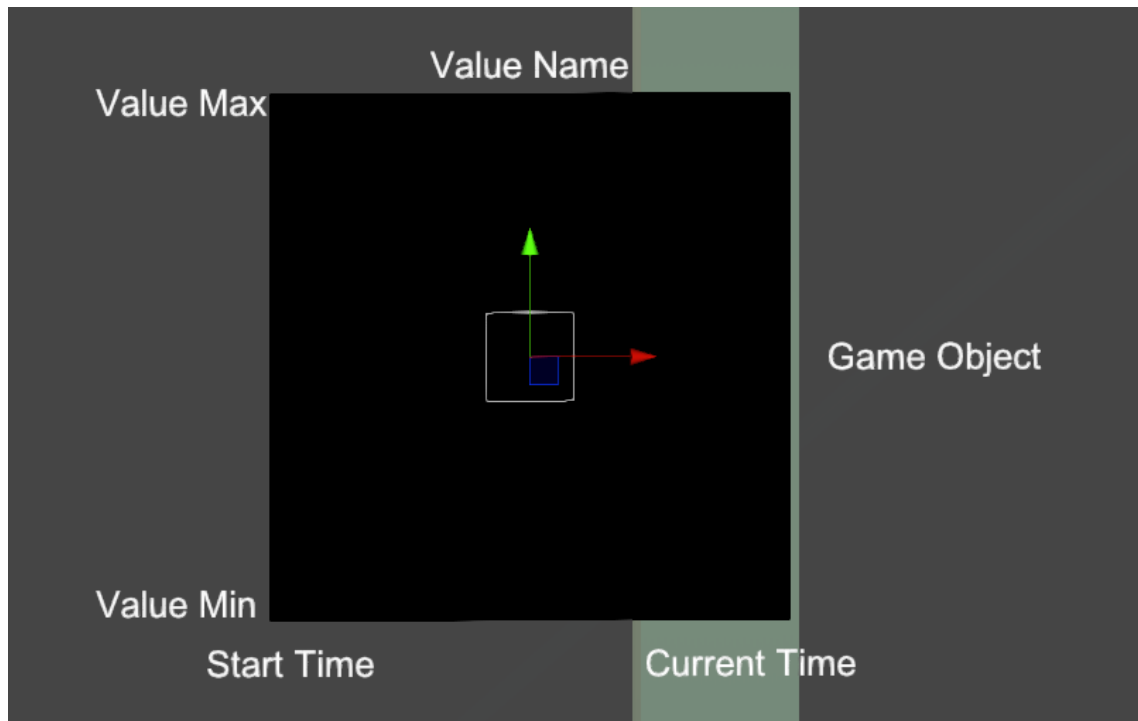 Value Name
Value Max
Game Object
Value Min
Start Time
Current Time